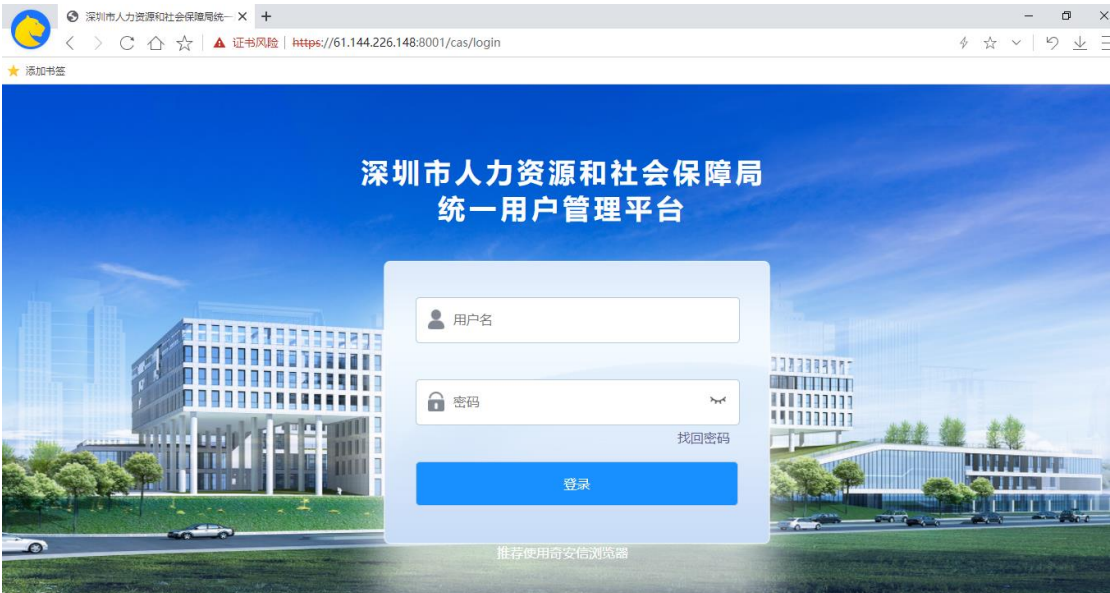 深圳市人力资源和社会保障局统一
证书风险
https://61.144.226.148:8001/cas/login
添加书签
深圳市人力资源和社会保障局
统一用户管理平台
用户名
密码
找回密码
登录
推荐使用奇安信浏览器